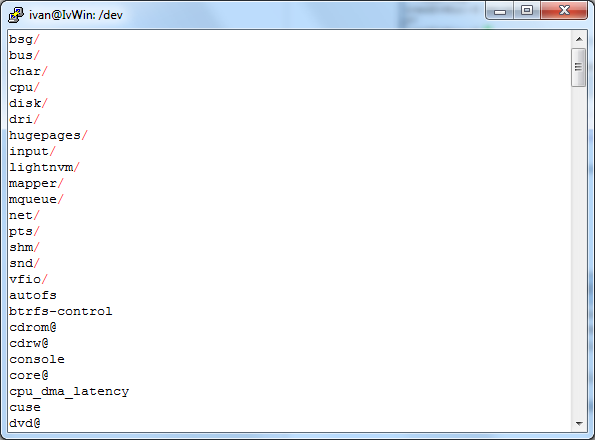 ivan@IvWin: /dev
bsg/
bus/
char/
cpu/
disk/
dri/
hugepages/
input/
lightnvm/
mapper/
mqueue/
net/
pts/
shm/
snd/
vfio/
autofs
btrfs-control
cdrom@
cdrw@
console
core@
cpu_dma_latency
cuse
dvd@